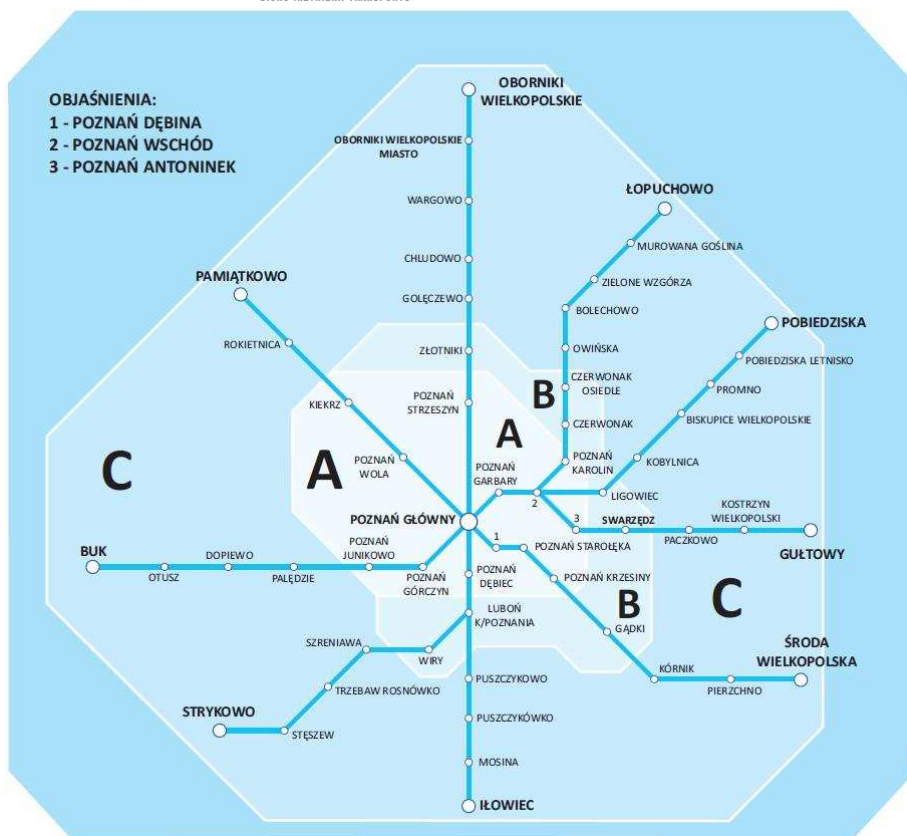 OBJAŚNIENIA:
1 - POZNAŃ DĘBINA
2 - POZNAŃ WSCHÓD
3 - POZNAŃ ANTONINEK
OBORNIKI
WIELKOPOLSKIE
OBORNIKI WIELKOPOLSKIE
MIASTO
WARGOWO
CHLUDOWO
GOLĘCZEWO
ZŁOTNIKI
POZNAŃ
STRZESZYN
ŁOPUCHOWO
MUROWANA GOŚLINA
ZIELONE WZGÓRZA
BOLECHOWO
OWIŃSKA
CZERWONAK
OSIEDLE
CZERWONAK
POZNAŃ
KAROLIN
PAMIĄTKOWO
ROKIETNICA
KIEKRZ
POZNAŃ
WOLA
POBIEDZISKA
POBIEDZISKA LETNISKO
PROMNO
BISKUPICE WIELKOPOLSKIE
KOBYLNICA
LIGOWIEC
B
A
A
C
POZNAŃ
GARBARY
2
3
SWARZĘDZ
PACZKOWO
KOSTRZYN
WIELKOPOLSKI
GUŁTOWY
POZNAŃ GŁÓWNY
1
POZNAŃ STAROŁĘKA
BUK
OTUSZ
DOPIEWO
PALĘDZIE
POZNAŃ
JUNIKOWO
POZNAŃ
GÓRCZYN
POZNAŃ
DĘBIEC
POZNAŃ KRZESINY
B
C
GĄDKI
KÓRNIK
PIERZCHNO
ŚRODA
WIELKOPOLSKA
LUBOŃ
K/POZNANIA
SZRENIAWA
WIRY
TRZEBAW ROSNÓWKO
STRYKOWO
STĘSZEW
PUSZCZYKOWO
PUSZCZYKÓWKO
MOSINA
IŁOWIEC